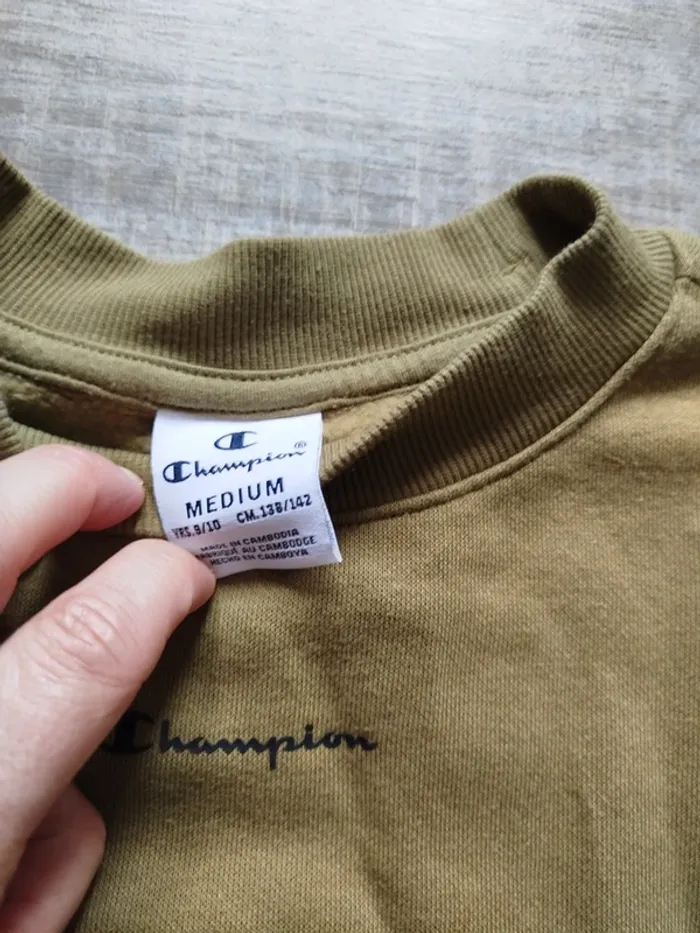 Champion®
MEDIUM
YRS.9/10 CM.138/142
MADE IN CAMBODIA
FABRIQUÉ AU CAMBODGE
HECHO EN CAMBOYA
Champion